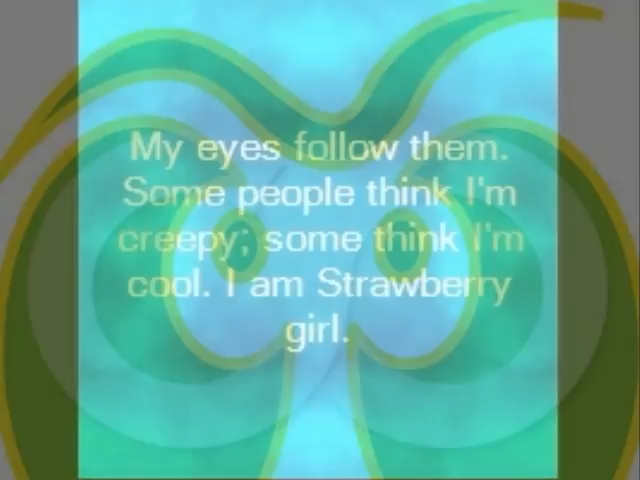 My eyes follow them.
Some people think I'm
creepy; some think I'm
cool. I am Strawberry
girl.